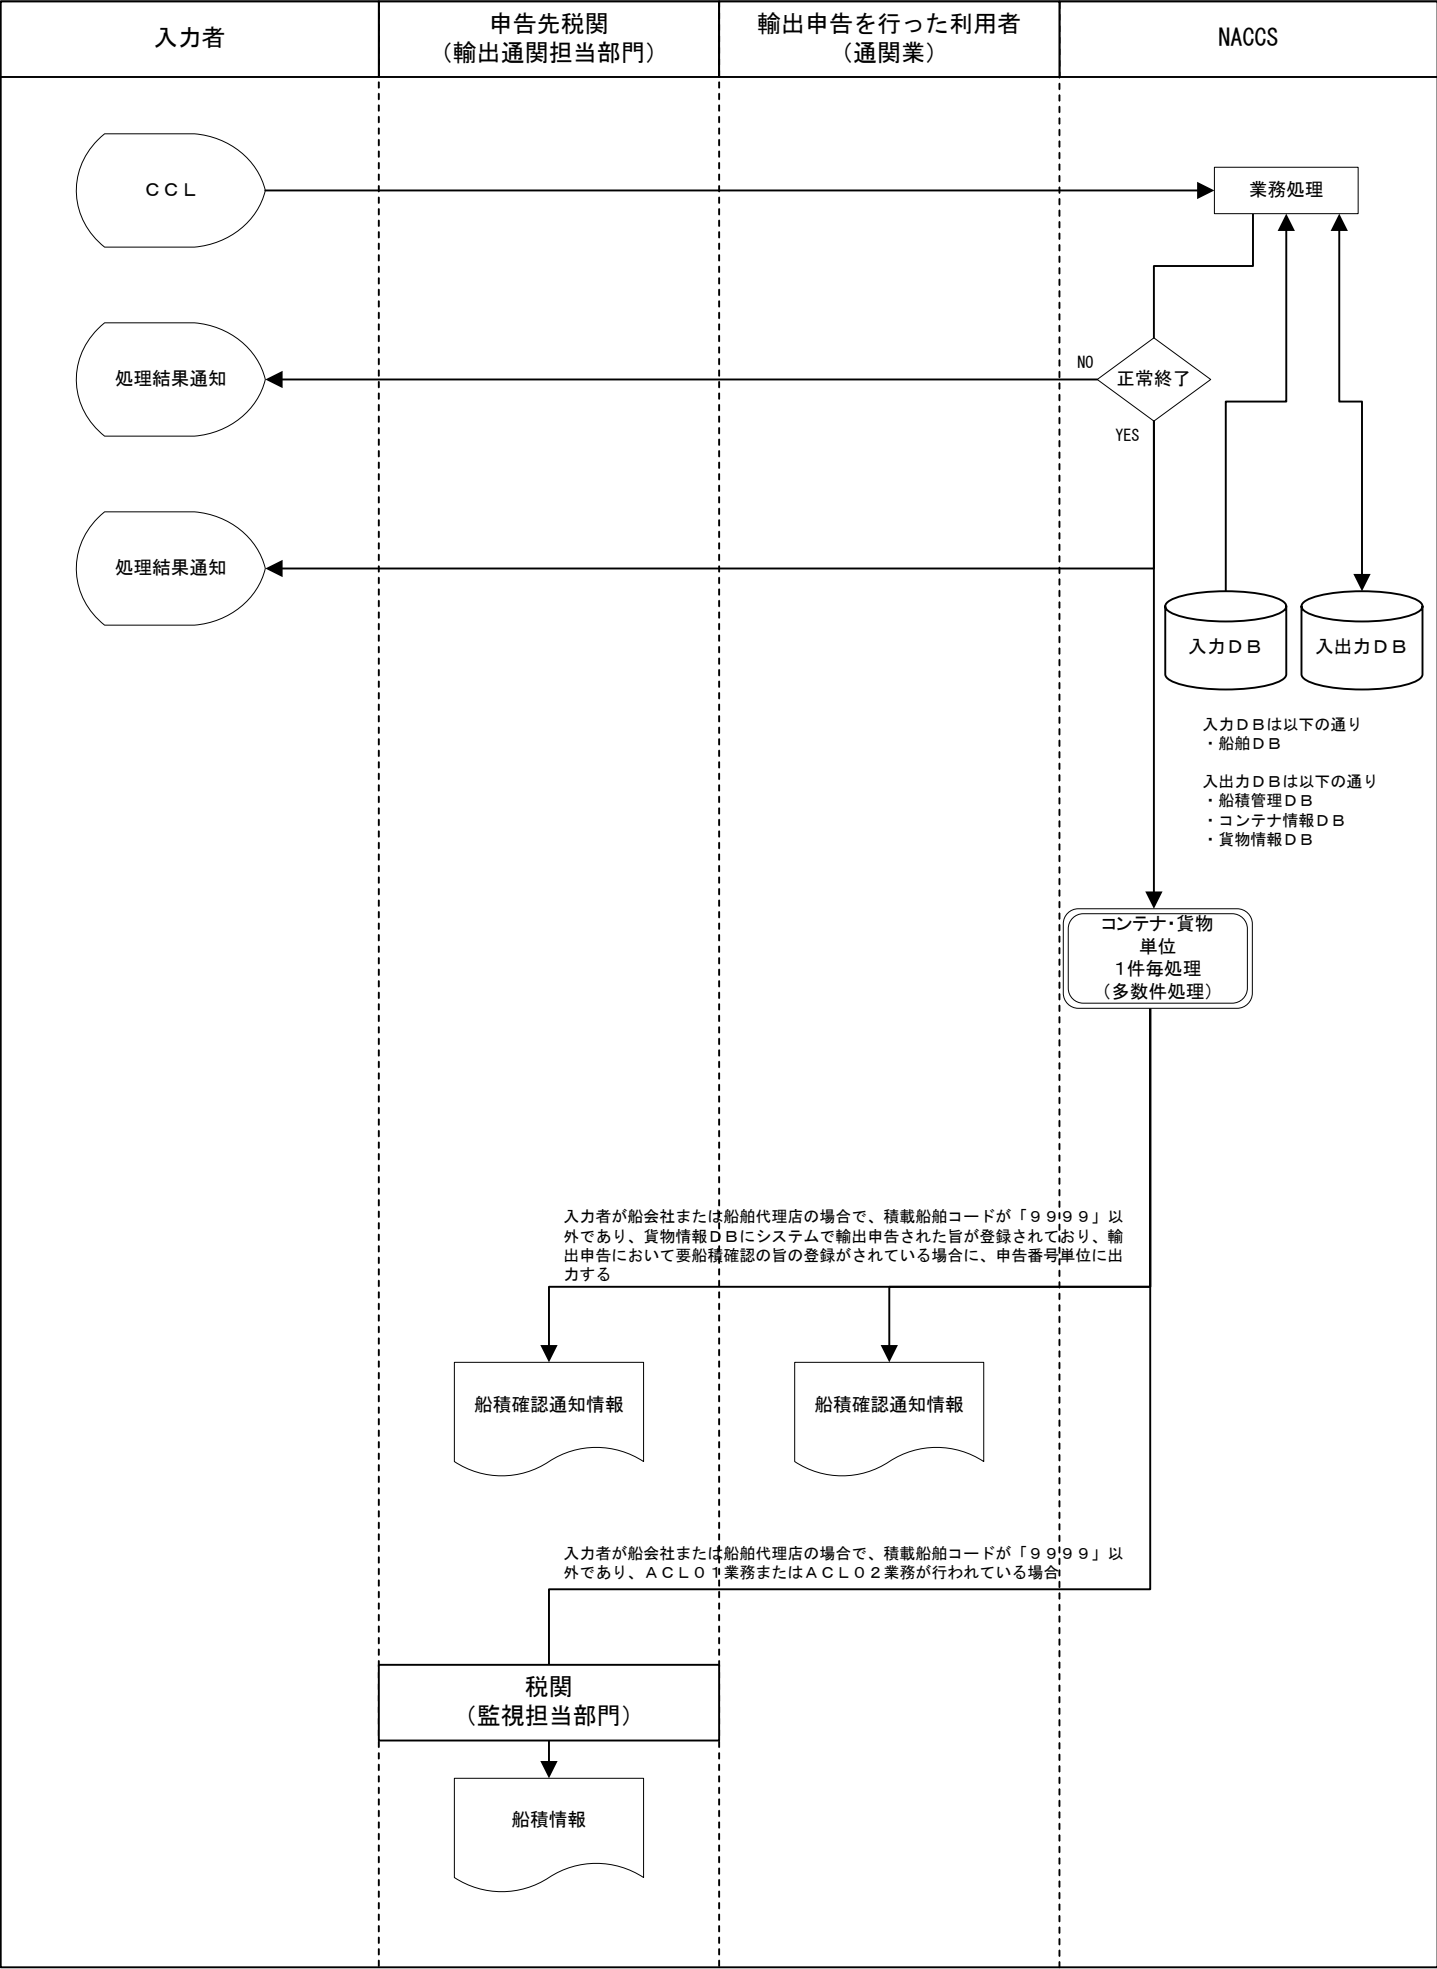 入力者
申告先税関
（輸出通関担当部門）
輸出申告を行った利用者
（通関業）
NACCS
ＣＣＬ
業務処理
処理結果通知
NO
正常終了
YES
処理結果通知
入力ＤＢ
入出力ＤＢ
入力ＤＢは以下の通り
・船舶ＤＢ
入出力ＤＢは以下の通り
・船積管理ＤＢ
・コンテナ情報ＤＢ
・貨物情報ＤＢ
コンテナ・貨物
単位
１件毎処理
（多数件処理）
入力者が船会社または船舶代理店の場合で、積載船舶コードが「９９９９」以
外であり、貨物情報ＤＢにシステムで輸出申告された旨が登録されており、輸
出申告において要船積確認の旨の登録がされている場合に、申告番号単位に出
力する
船積確認通知情報
船積確認通知情報
入力者が船会社または船舶代理店の場合で、積載船舶コードが「９９９９」以
外であり、ＡＣＬ０１業務またはＡＣＬ０２業務が行われている場合
税関
（監視担当部門）
船積情報